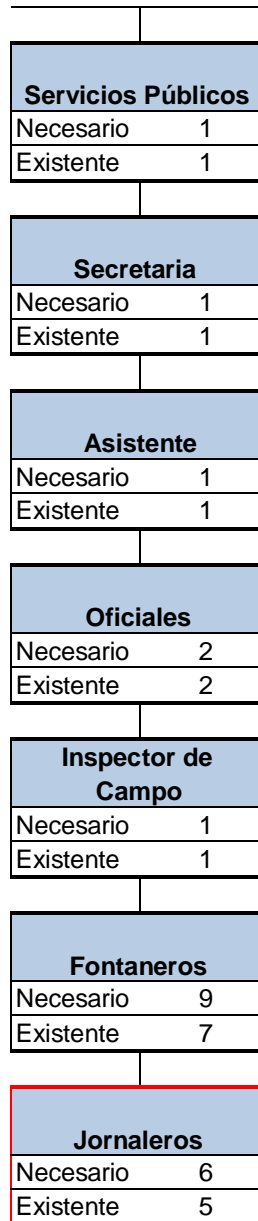 Servicios Públicos
Necesario 1
Existente 1
Secretaria
Necesario 1
Existente 1
Asistente
Necesario 1
Existente 1
Oficiales
Necesario 2
Existente 2
Inspector de
Campo
Necesario 1
Existente 1
Fontaneros
Necesario 9
Existente 7
Jornaleros
Necesario 6
Existente 5